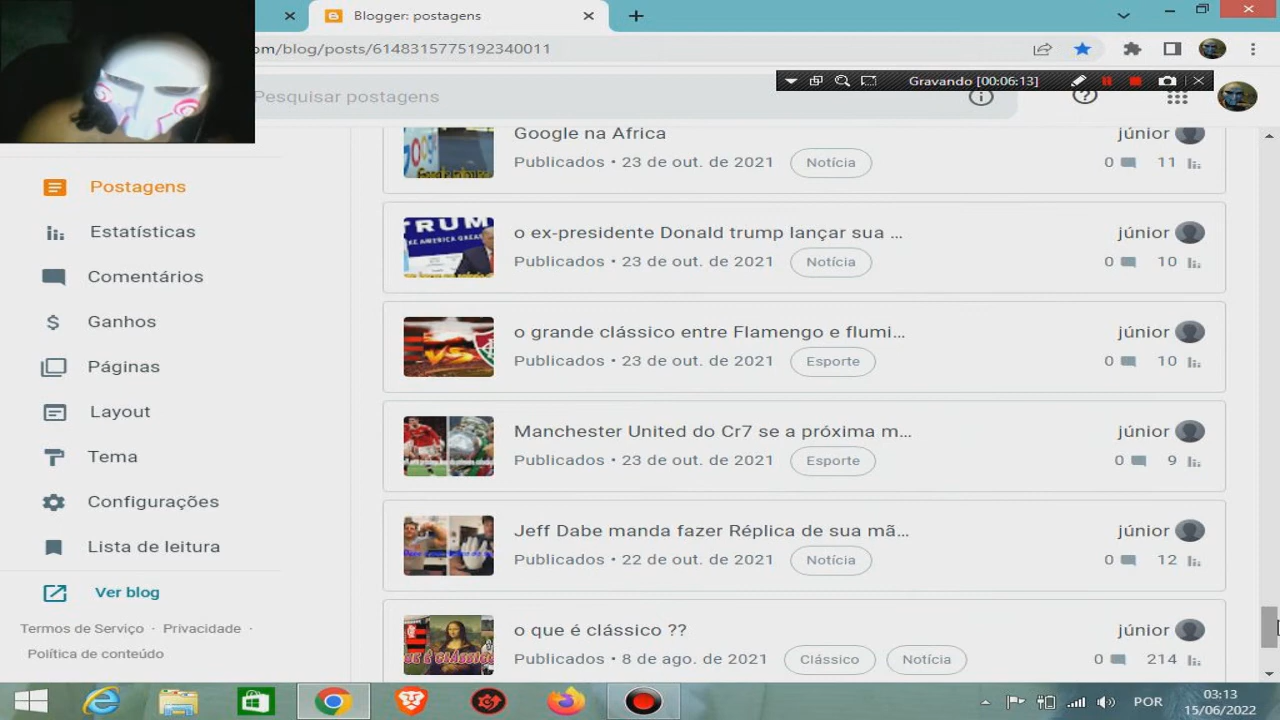 Blogger: postagens
om/blog/posts/6148315775192340011
Gravando [00:06:13]
Pesquisar postagens
Postagens
Estatísticas
Comentários
Ganhos
Páginas
Layout
Tema
Configurações
Lista de leitura
Ver blog
Termos de Serviço · Privacidade ·
Política de conteúdo
Google na Africa
júnior
Publicados • 23 de out. de 2021
Notícia
0
11
TRUM
o ex-presidente Donald trump lançar sua ...
júnior
Publicados • 23 de out. de 2021
Notícia
0
10
VS
o grande clássico entre Flamengo e flumi...
júnior
Publicados • 23 de out. de 2021
Esporte
0
10
Manchester United do Cr7 se a próxima m...
júnior
Publicados • 23 de out. de 2021
Esporte
0
9
Jeff Dabe manda fazer Réplica de sua mã...
júnior
Publicados • 22 de out. de 2021
Notícia
0
12
o que é clássico ??
júnior
Publicados • 8 de ago. de 2021
Clássico
Notícia
0
214
POR
03:13
15/06/2022